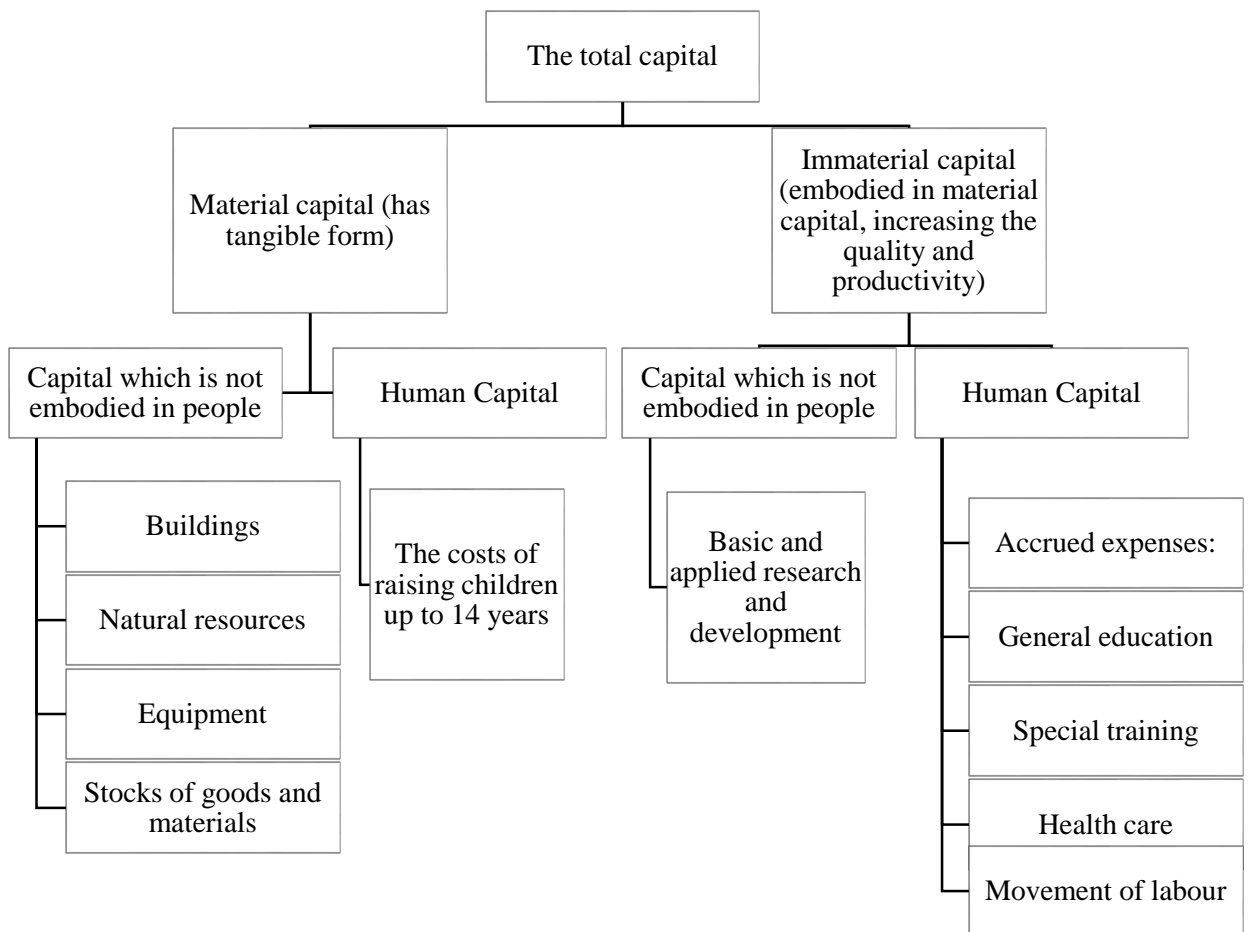 The total capital
Material capital (has
tangible form)
Immaterial capital
(embodied in material
capital, increasing the
quality and
productivity)
Capital which is not
embodied in people
Human Capital
Capital which is not
embodied in people
Human Capital
Buildings
Natural resources
Equipment
Stocks of goods and
materials
The costs of
raising children
up to 14 years
Basic and
applied research
and
development
Accrued expenses:
General education
Special training
Health care
Movement of labour